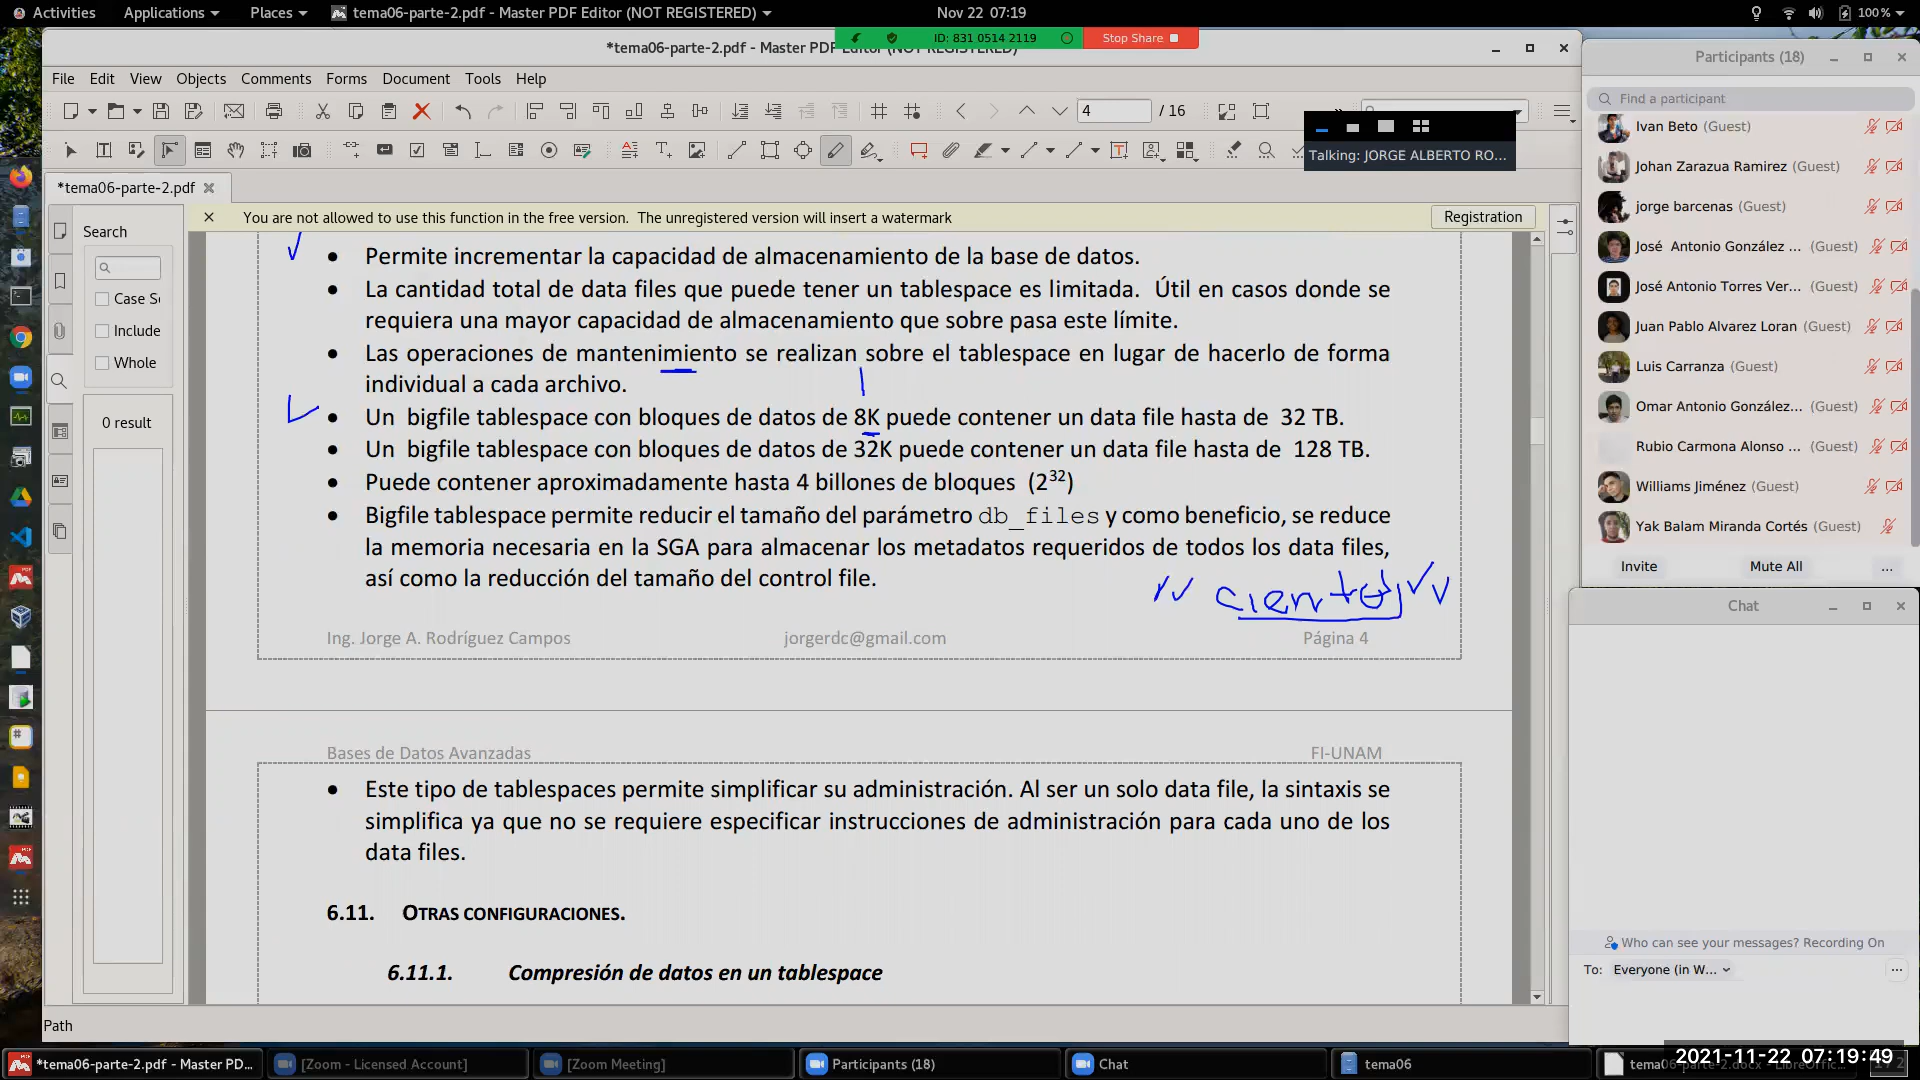 Activities
Applications
Places
tema06-parte-2.pdf - Master PDF Editor (NOT REGISTERED)
Nov 22 07:19
100 %
*tema06-parte-2.pdf - Master PDF Editor (NOT REGISTERED)
ID: 831 0514 2119
Stop Share
File Edit View Objects Collections Comments Forms Document Tools Help
4 / 16
Talking: JORGE ALBERTO RO...
*tema06-parte-2.pdf
You are not allowed to use this function in the free version. The unregistered version will insert a watermark
Registration
Search
Case Se
Include
Whole
0 result
• Permite incrementar la capacidad de almacenamiento de la base de datos.
• La cantidad total de data files que puede tener un tablespace es limitada. Útil en casos donde se
requiera una mayor capacidad de almacenamiento que sobre pasa este límite.
• Las operaciones de mantenimiento se realizan sobre el tablespace en lugar de hacerlo de forma
individual a cada archivo.
• Un bigfile tablespace con bloques de datos de 8K puede contener un data file hasta de 32 TB.
• Un bigfile tablespace con bloques de datos de 32K puede contener un data file hasta de 128 TB.
• Puede contener aproximadamente hasta 4 billones de bloques (2³²)
• Bigfile tablespace permite reducir el tamaño del parámetro db_files y como beneficio, se reduce
la memoria necesaria en la SGA para almacenar los metadatos requeridos de todos los data files,
así como la reducción del tamaño del control file.
Ing. Jorge A. Rodríguez Campos jorgerdc@gmail.com Página 4
Bases de Datos Avanzadas FI-UNAM
• Este tipo de tablespaces permite simplificar su administración. Al ser un solo data file, la sintaxis se
simplifica ya que no se requiere especificar instrucciones de administración para cada uno de los
data files.
6.11. OTRAS CONFIGURACIONES.
6.11.1. Compresión de datos en un tablespace
Path
Participants (18)
Find a participant
Ivan Beto (Guest)
Johan Zarazua Ramirez (Guest)
jorge barcenas (Guest)
José Antonio González ... (Guest)
José Antonio Torres Ver... (Guest)
Juan Pablo Alvarez Loran (Guest)
Luis Carranza (Guest)
Omar Antonio González... (Guest)
Rubio Carmona Alonso ... (Guest)
Williams Jiménez (Guest)
Yak Balam Miranda Cortés (Guest)
Invite
Mute All
...
Chat
Who can see your messages? Recording On
To: Everyone (in W...
*tema06-parte-2.pdf - Master PD...
[Zoom - Licensed Account]
[Zoom Meeting]
Participants (18)
Chat
tema06
2021-11-22 07:19:49